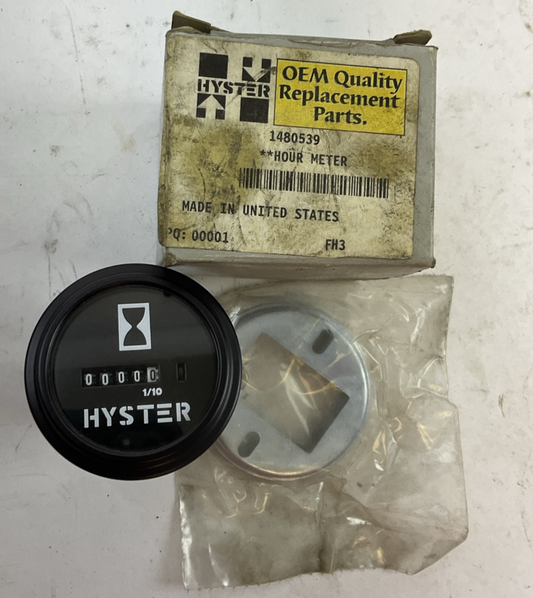 HYSTER
OEM Quality
Replacement
Parts.
1480539
**HOUR METER
MADE IN UNITED STATES
PQ: 00001 FH3
00000
1/10
HYSTER